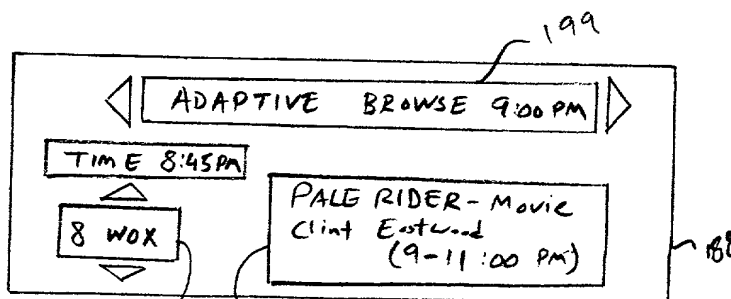 199
ADAPTIVE BROWSE 9:00 PM
TIME 8:45PM
8 WOX
PALE RIDER - Movie
Clint Eastwood
(9-11:00 PM)